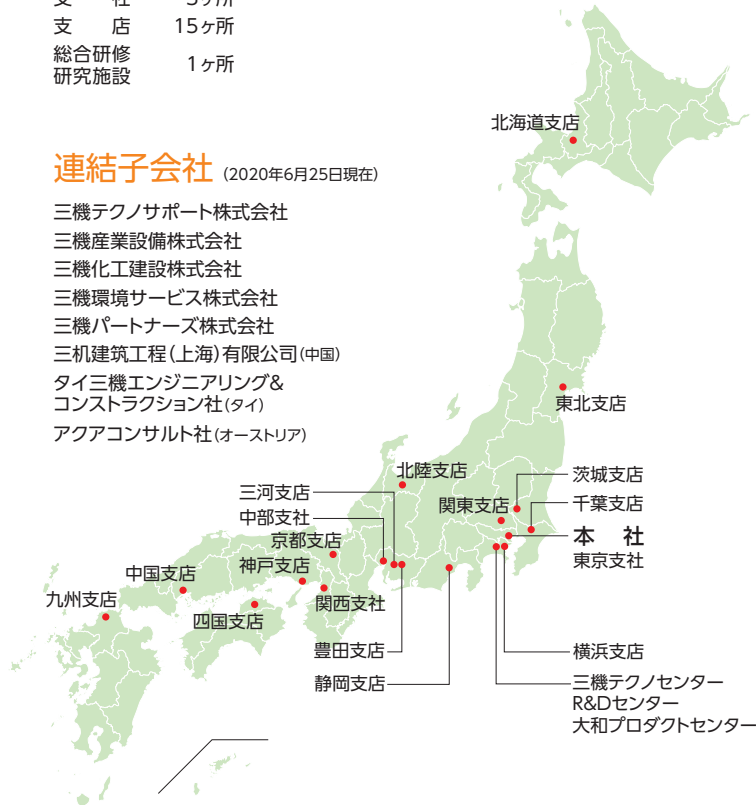 支　社　3ヶ所
支　店　15ヶ所
総合研修
研究施設　1ヶ所
連結子会社 (2020年6月25日現在)
三機テクノサポート株式会社
三機産業設備株式会社
三機化工建設株式会社
三機環境サービス株式会社
三機パートナーズ株式会社
三机建筑工程(上海)有限公司(中国)
タイ三機エンジニアリング&
コンストラクション社(タイ)
アクアコンサルト社(オーストリア)
北海道支店
東北支店
北陸支店
茨城支店
三河支店
関東支店
千葉支店
中部支社
本　社
東京支社
京都支店
神戸支店
中国支店
九州支店
関西支社
四国支店
豊田支店
横浜支店
静岡支店
三機テクノセンター
R&Dセンター
大和プロダクトセンター